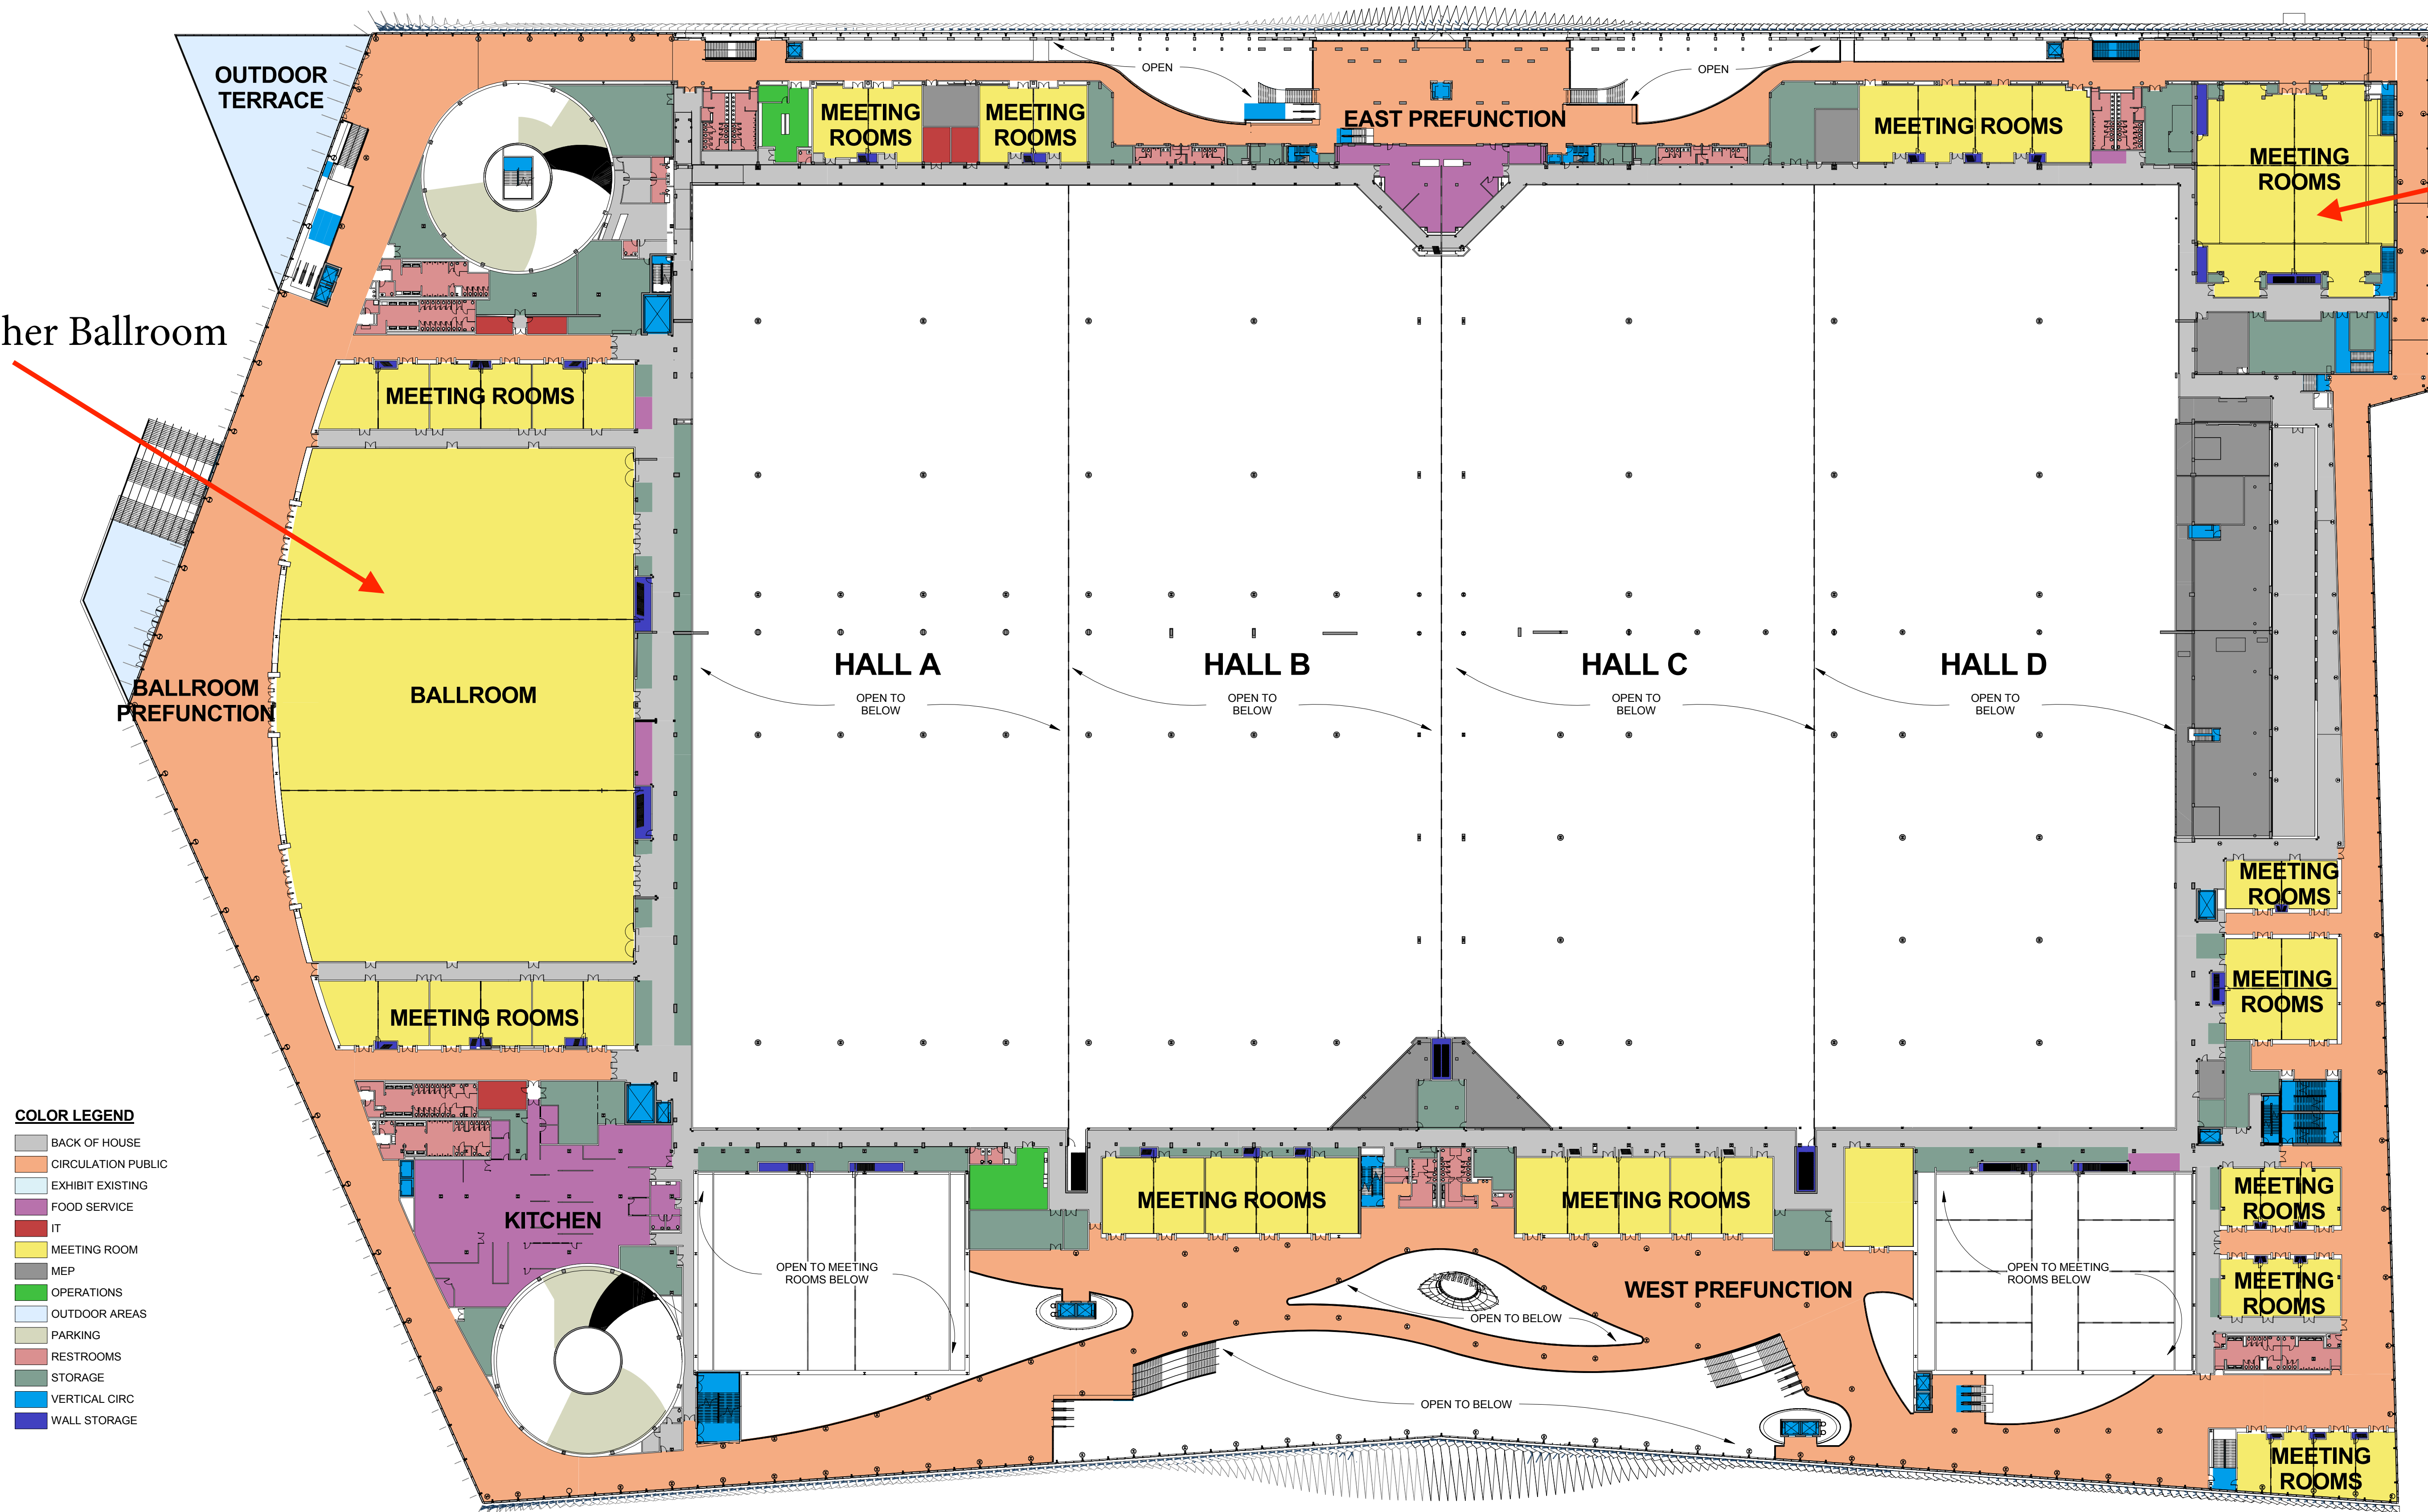 OUTDOOR
TERRACE
OPEN
OPEN
EAST PREFUNCTION
MEETING
ROOMS
MEETING
ROOMS
MEETING ROOMS
MEETING
ROOMS
her Ballroom
MEETING ROOMS
BALLROOM
PREFUNCTION
BALLROOM
HALL A
OPEN TO
BELOW
HALL B
OPEN TO
BELOW
HALL C
OPEN TO
BELOW
HALL D
OPEN TO
BELOW
MEETING
ROOMS
MEETING
ROOMS
MEETING ROOMS
COLOR LEGEND
BACK OF HOUSE
CIRCULATION PUBLIC
EXHIBIT EXISTING
FOOD SERVICE
IT
MEETING ROOM
MEP
OPERATIONS
OUTDOOR AREAS
PARKING
RESTROOMS
STORAGE
VERTICAL CIRC
WALL STORAGE
KITCHEN
OPEN TO MEETING
ROOMS BELOW
MEETING ROOMS
MEETING ROOMS
WEST PREFUNCTION
OPEN TO BELOW
OPEN TO BELOW
OPEN TO MEETING
ROOMS BELOW
MEETING
ROOMS
MEETING
ROOMS
MEETING
ROOMS